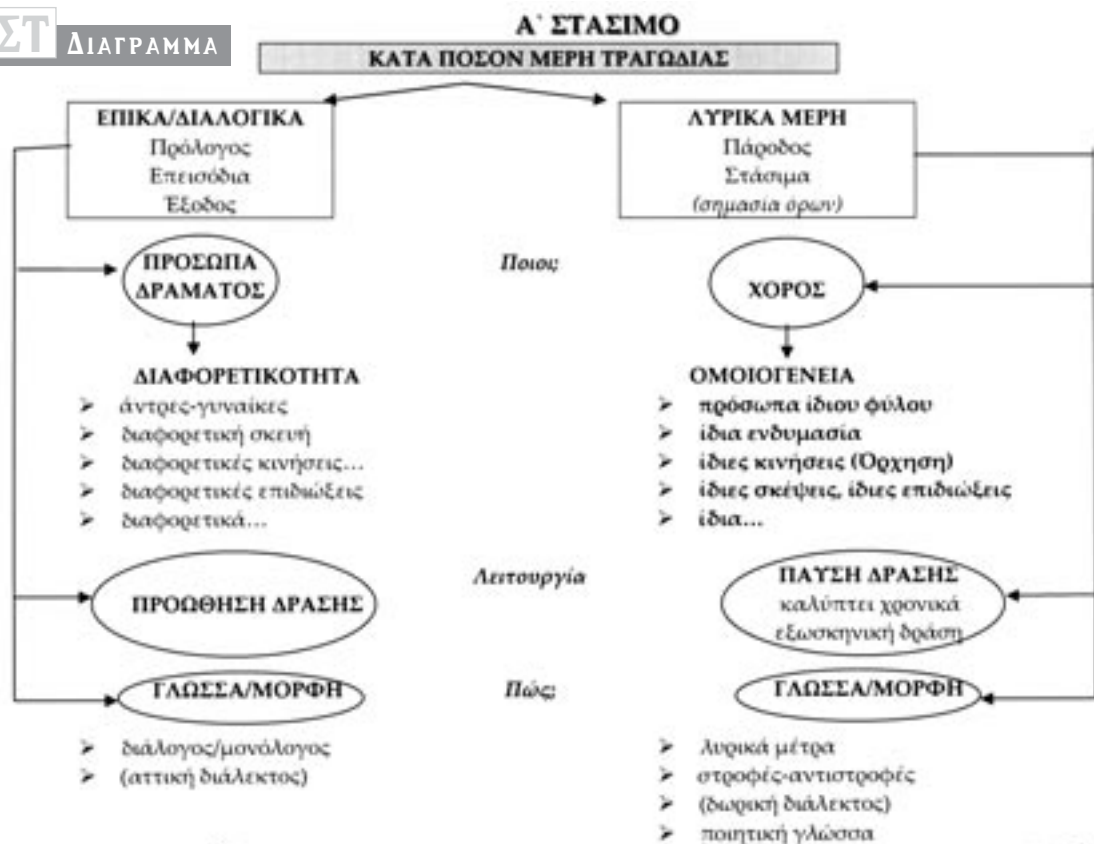 ΣΤ ΔΙΑΓΡΑΜΜΑ
Α΄ ΣΤΑΣΙΜΟ
ΚΑΤΑ ΠΟΣΟΝ ΜΕΡΗ ΤΡΑΓΩΔΙΑΣ
ΕΠΙΚΑ/ΔΙΑΛΟΓΙΚΑ
Πρόλογος
Επεισόδια
Έξοδος
ΛΥΡΙΚΑ ΜΕΡΗ
Πάροδος
Στάσιμα
(σημασία όρων)
ΠΡΟΣΩΠΑ
ΔΡΑΜΑΤΟΣ
Ποιοι;
ΧΟΡΟΣ
ΔΙΑΦΟΡΕΤΙΚΟΤΗΤΑ
➢ άντρες-γυναίκες
➢ διαφορετική σκευή
➢ διαφορετικές κινήσεις…
➢ διαφορετικές επιδιώξεις
➢ διαφορετικά…
ΟΜΟΙΟΓΕΝΕΙΑ
➢ πρόσωπα ίδιου φύλου
➢ ίδια ενδυμασία
➢ ίδιες κινήσεις (Όρχηση)
➢ ίδιες σκέψεις, ίδιες επιδιώξεις
➢ ίδια…
ΠΡΟΩΘΗΣΗ ΔΡΑΣΗΣ
Λειτουργία
ΠΑΥΣΗ ΔΡΑΣΗΣ
καλύπτει χρονικά
εξωσκηνική δράση
ΓΛΩΣΣΑ/ΜΟΡΦΗ
Πώς;
ΓΛΩΣΣΑ/ΜΟΡΦΗ
➢ διάλογος/μονόλογος
➢ (αττική διάλεκτος)
➢ λυρικά μέτρα
➢ στροφές-αντιστροφές
➢ (δωρική διάλεκτος)
➢ ποιητική γλώσσα